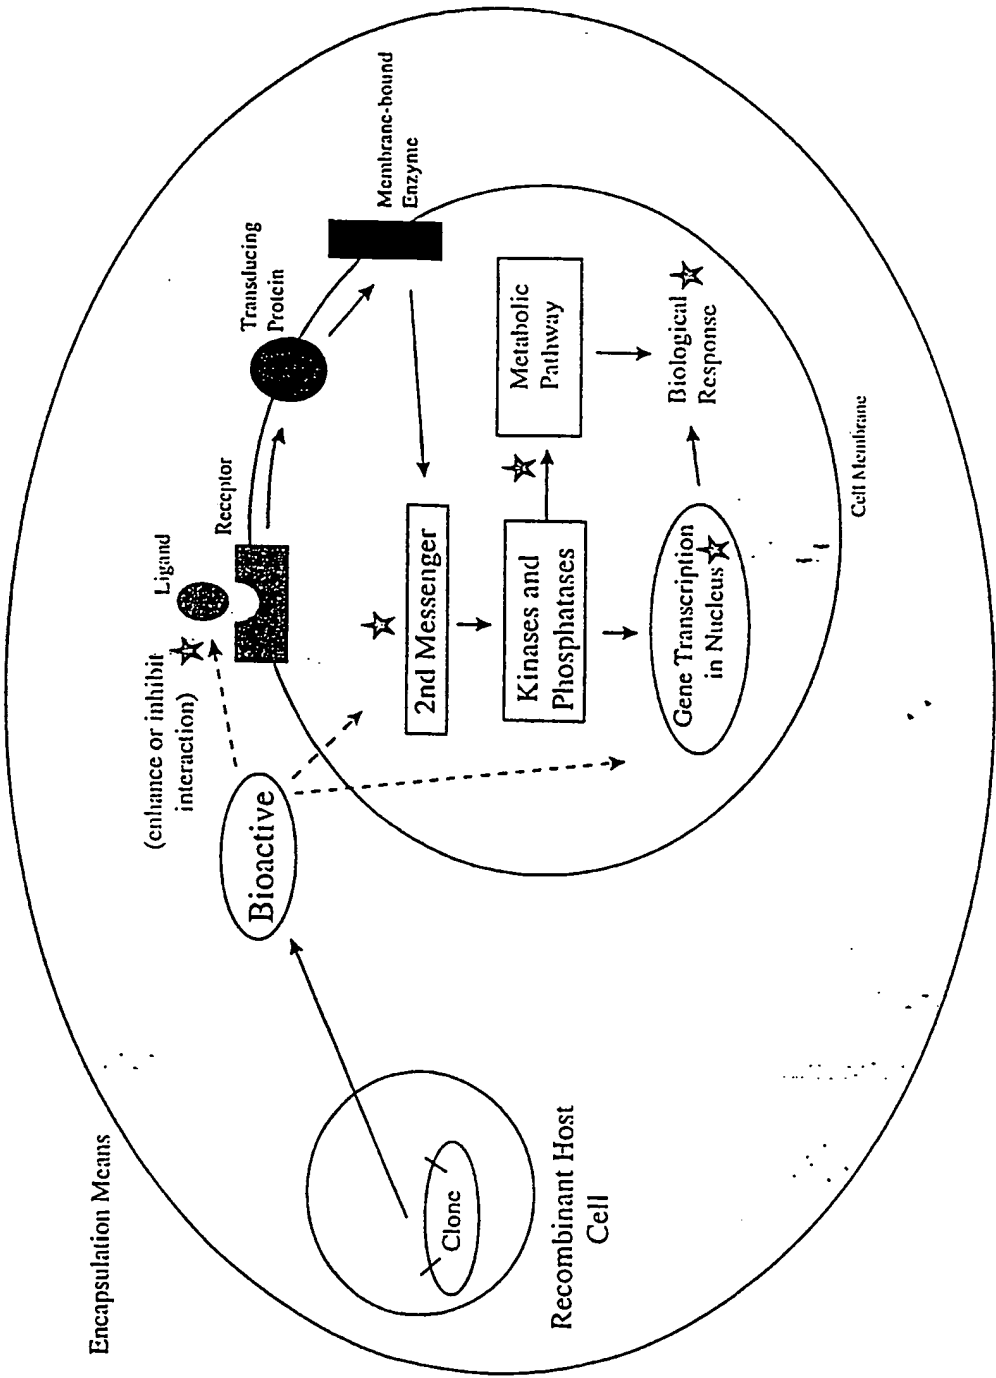 Encapsulation Means
(enhance or inhibit
interaction)
Ligand
Receptor
Transducing
Protein
Membrane-bound
Enzyme
Bioactive
2nd Messenger
Kinases and
Phosphatases
Metabolic
Pathway
Gene Transcription
in Nucleus
Biological
Response
Cell Membrane
Clone
Recombinant Host
Cell